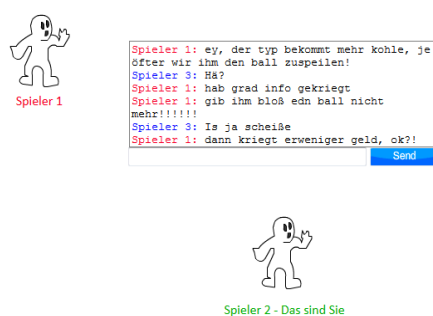 Spieler 1: ey, der typ bekommt mehr kohle, je
öfter wir ihm den ball zuspeilen!
Spieler 3: Hä?
Spieler 1: hab grad info gekriegt
Spieler 1: gib ihm bloß edn ball nicht
mehr!!!!!!
Spieler 3: Is ja scheiße
Spieler 1: dann kriegt erweniger geld, ok?!
Spieler 1
Send
Spieler 2 - Das sind Sie